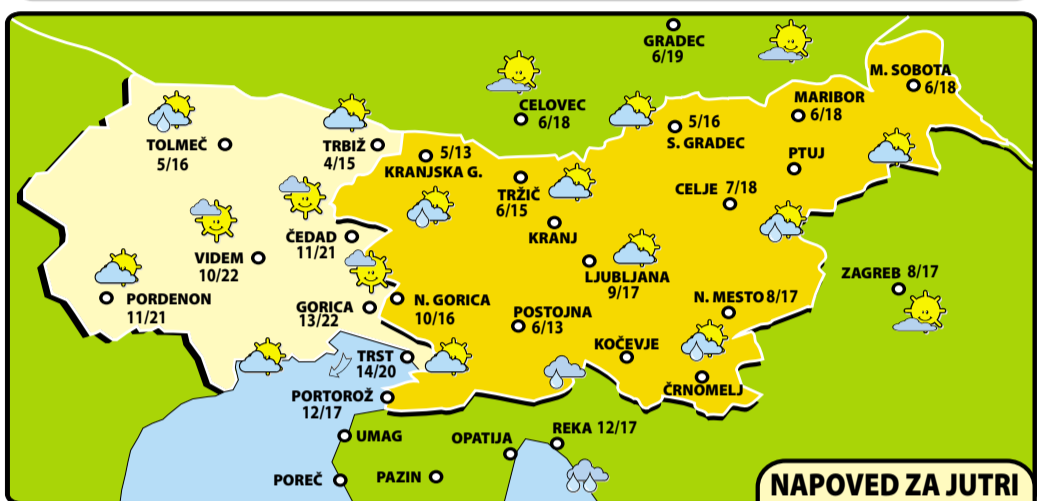 GRADEC
6/19
M. SOBOTA
6/18
CELOVEC
6/18
MARIBOR
6/18
TOLMEČ
5/16
TRBIŽ
4/15
5/13
KRANJSKA G.
5/16
S. GRADEC
PTUJ
TRŽIČ
6/15
CELJE 7/18
ČEDAD
11/21
KRANJ
VIDEM
10/22
LJUBLJANA
9/17
ZAGREB 8/17
PORDENON
11/21
GORICA
13/22
N. GORICA
10/16
POSTOJNA
6/13
N. MESTO 8/17
KOČEVJE
TRST
14/20
ČRNOMELJ
PORTOROŽ
12/17
UMAG
OPATIJA
REKA 12/17
POREČ
PAZIN
NAPOVED ZA JUTRI